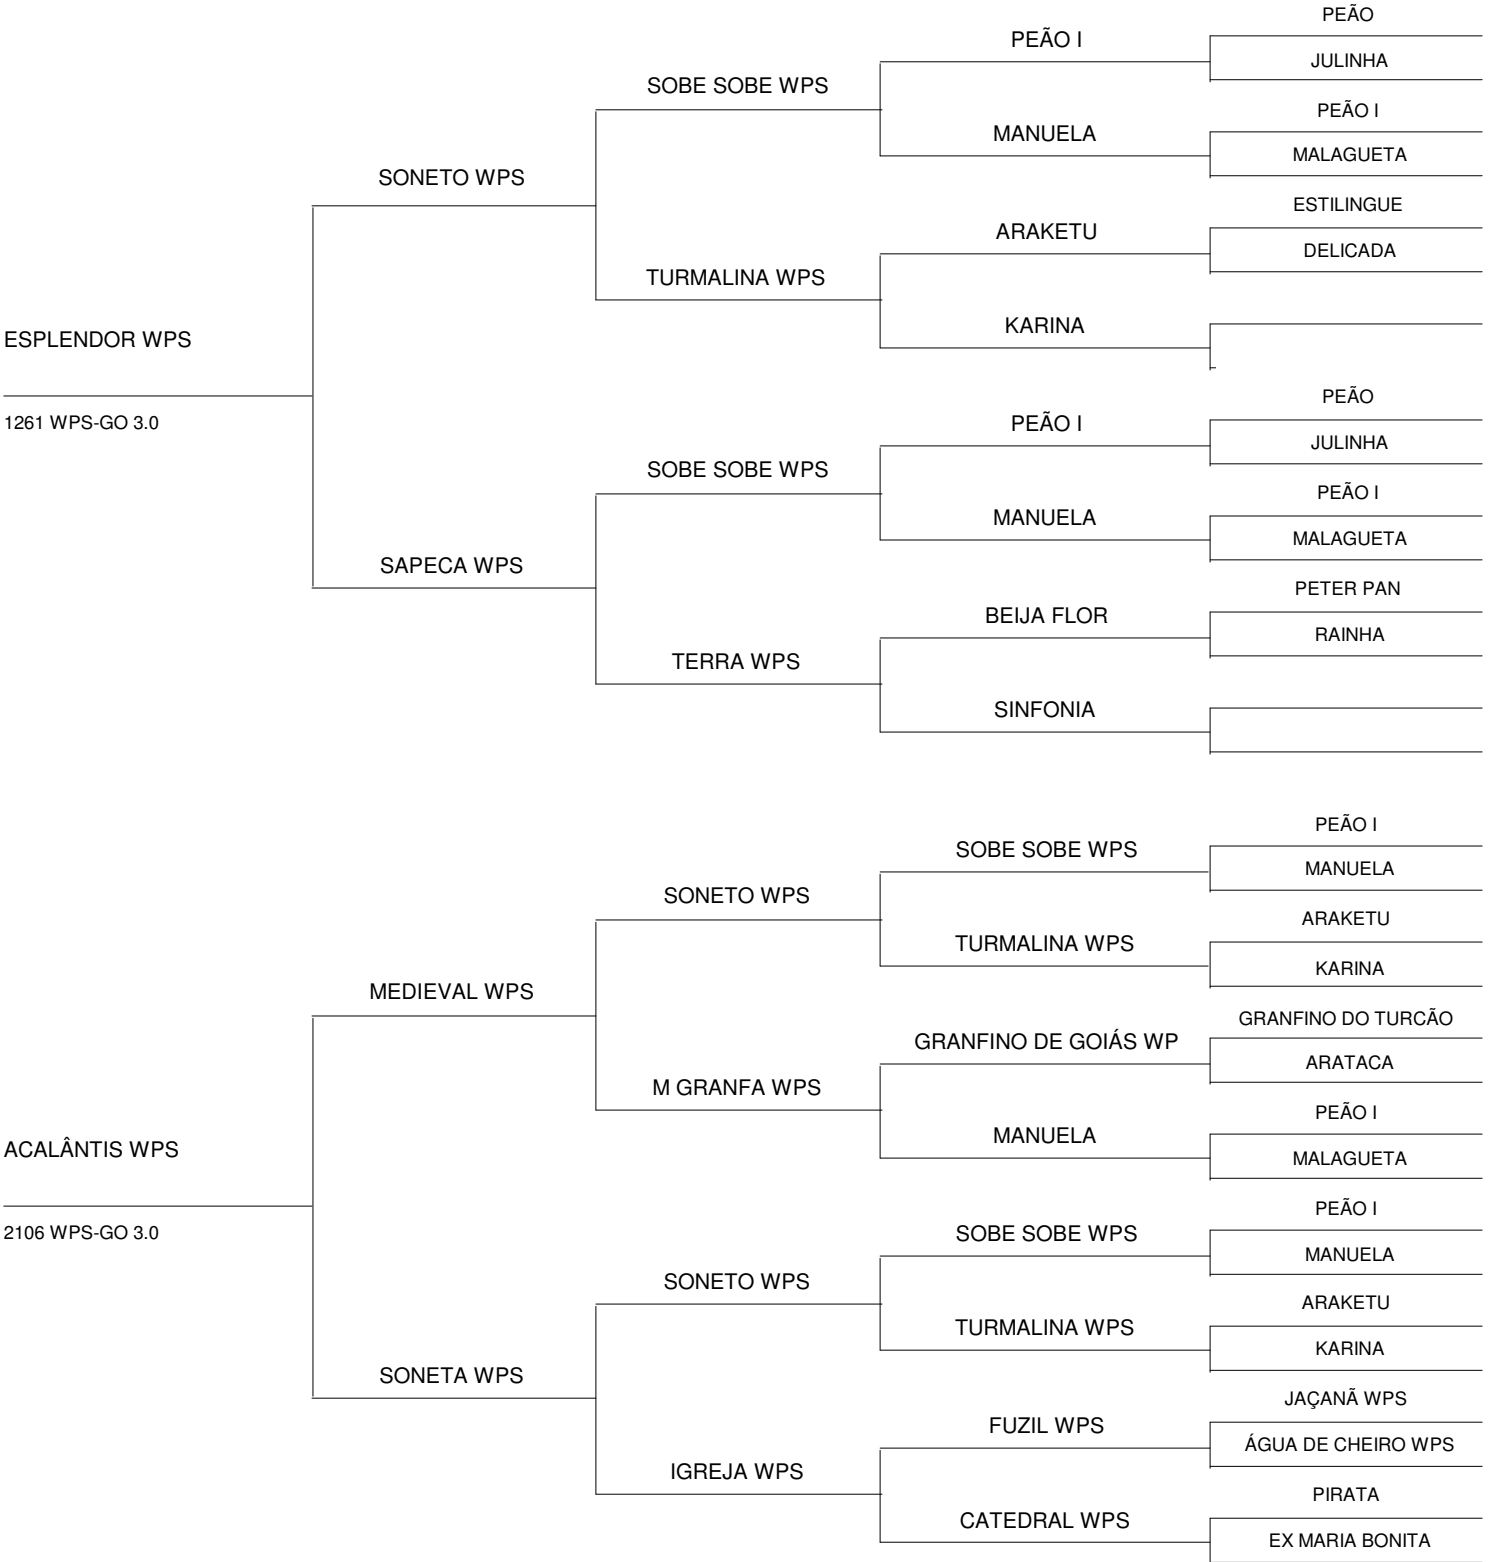 PEÃO
PEÃO I
JULINHA
SOBE SOBE WPS
PEÃO I
MANUELA
MALAGUETA
SONETO WPS
ESTILINGUE
ARAKETU
DELICADA
TURMALINA WPS
KARINA
ESPLENDOR WPS
PEÃO
1261 WPS-GO 3.0
PEÃO I
JULINHA
SOBE SOBE WPS
PEÃO I
MANUELA
MALAGUETA
SAPECA WPS
PETER PAN
BEIJA FLOR
RAINHA
TERRA WPS
SINFONIA
PEÃO I
SOBE SOBE WPS
MANUELA
SONETO WPS
ARAKETU
TURMALINA WPS
KARINA
MEDIEVAL WPS
GRANFINO DO TURCÃO
GRANFINO DE GOIÁS WP
ARATACA
M GRANFA WPS
PEÃO I
MANUELA
ACALÂNTIS WPS
MALAGUETA
PEÃO I
2106 WPS-GO 3.0
SOBE SOBE WPS
MANUELA
SONETO WPS
ARAKETU
TURMALINA WPS
KARINA
SONETA WPS
JAÇANÃ WPS
FUZIL WPS
ÁGUA DE CHEIRO WPS
IGREJA WPS
PIRATA
CATEDRAL WPS
EX MARIA BONITA